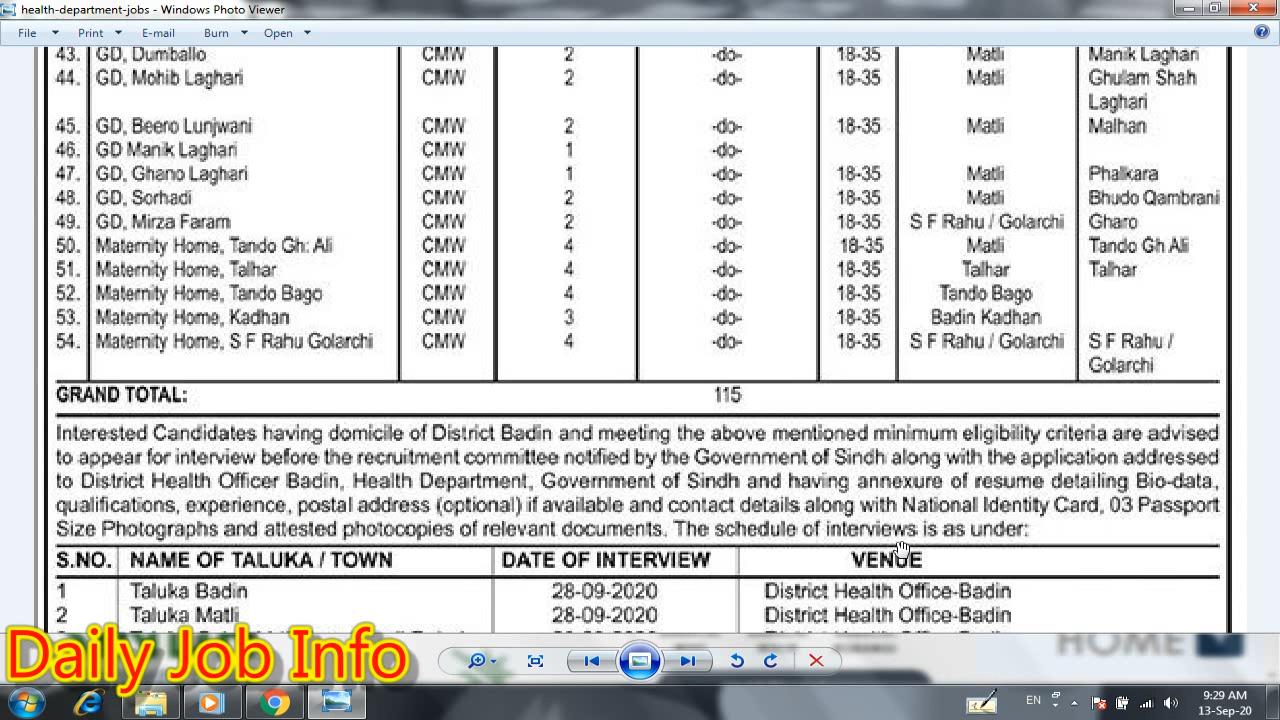 health-department-jobs - Windows Photo Viewer
File Print E-mail Burn Open
43. GD, Dumballo CMW 2 -do- 18-35 Matli Manik Laghari
44. GD, Mohib Laghari CMW 2 -do- 18-35 Matli Ghulam Shah
Laghari
45. GD, Beero Lunjwani CMW 2 -do- 18-35 Matli Malhan
46. GD Manik Laghari CMW 1 -do-
47. GD, Ghano Laghari CMW 1 -do- 18-35 Matli Phalkara
48. GD, Sorhadi CMW 2 -do- 18-35 Matli Bhudo Qambrani
49. GD, Mirza Faram CMW 2 -do- 18-35 S F Rahu / Golarchi Gharo
50. Maternity Home, Tando Gh: Ali CMW 4 -do- 18-35 Matli Tando Gh Ali
51. Maternity Home, Talhar CMW 4 -do- 18-35 Talhar Talhar
52. Maternity Home, Tando Bago CMW 4 -do- 18-35 Tando Bago
53. Maternity Home, Kadhan CMW 3 -do- 18-35 Badin Kadhan
54. Maternity Home, S F Rahu Golarchi CMW 4 -do- 18-35 S F Rahu / Golarchi S F Rahu /
Golarchi
GRAND TOTAL: 115
Interested Candidates having domicile of District Badin and meeting the above mentioned minimum eligibility criteria are advised
to appear for interview before the recruitment committee notified by the Government of Sindh along with the application addressed
to District Health Officer Badin, Health Department, Government of Sindh and having annexure of resume detailing Bio-data,
qualifications, experience, postal address (optional) if available and contact details along with National Identity Card, 03 Passport
Size Photographs and attested photocopies of relevant documents. The schedule of interviews is as under:
S.NO. NAME OF TALUKA / TOWN DATE OF INTERVIEW VENUE
1 Taluka Badin 28-09-2020 District Health Office-Badin
2 Taluka Matli 28-09-2020 District Health Office-Badin
Daily Job Info
EN
9:29 AM
13-Sep-20